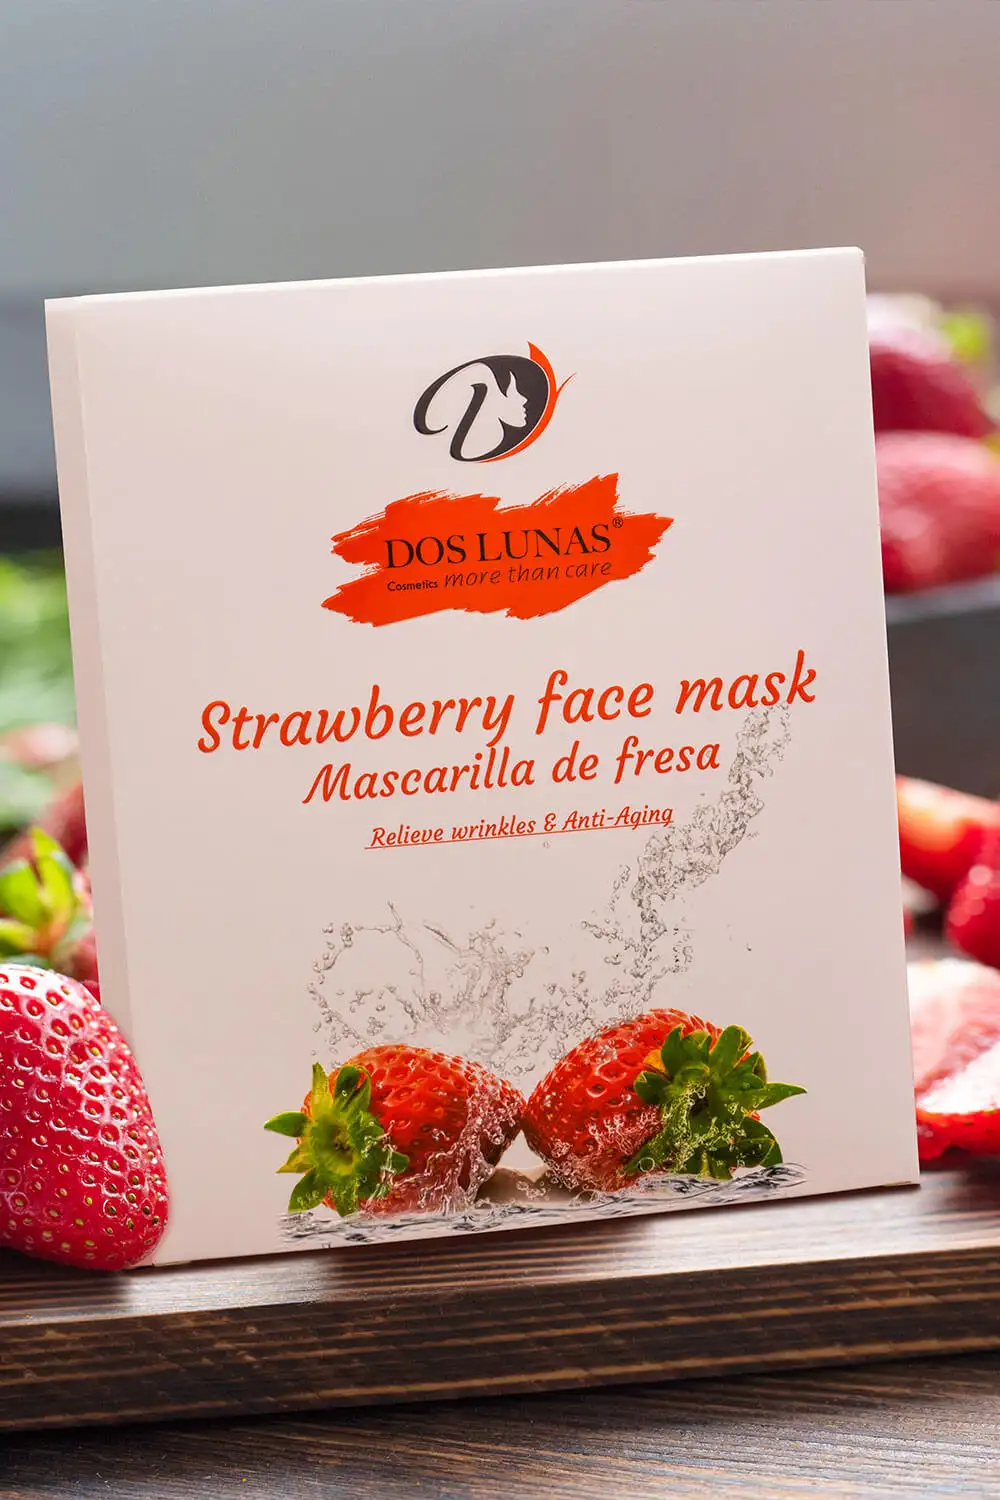 DOS LUNAS®
Cosmetics more than care
Strawberry face mask
Mascarilla de fresa
Relieve wrinkles & Anti-Aging